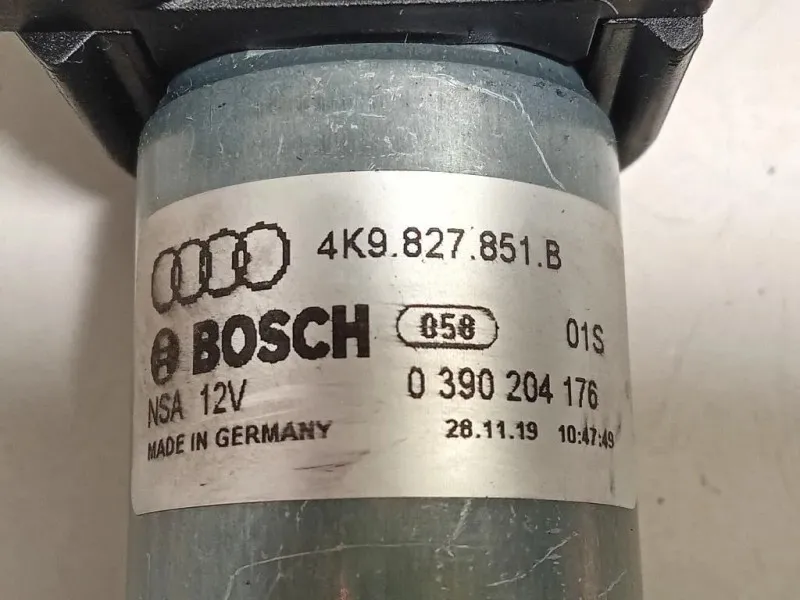 4K9.827.851.B
BOSCH 058 01S
NSA 12V 0 390 204 176
MADE IN GERMANY 28.11.19 10:47:49